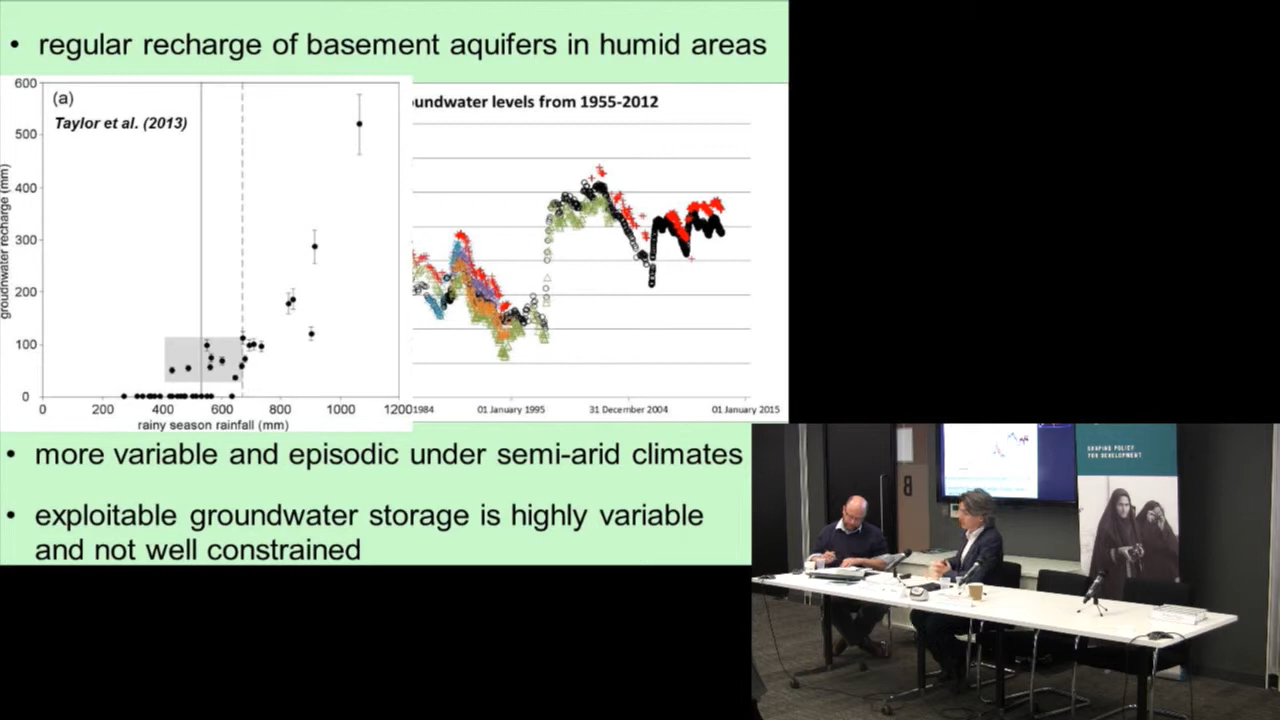 • regular recharge of basement aquifers in humid areas
600
500
400
300
200
100
0
groudnwater recharge (mm)
(a)
Taylor et al. (2013)
0
200
400
600
800
1000
1200
rainy season rainfall (mm)
oundwater levels from 1955-2012
1984
01 January 1995
31 December 2004
01 January 2015
• more variable and episodic under semi-arid climates
• exploitable groundwater storage is highly variable
and not well constrained
8
SHAPING POLICY
FOR DEVELOPMENT